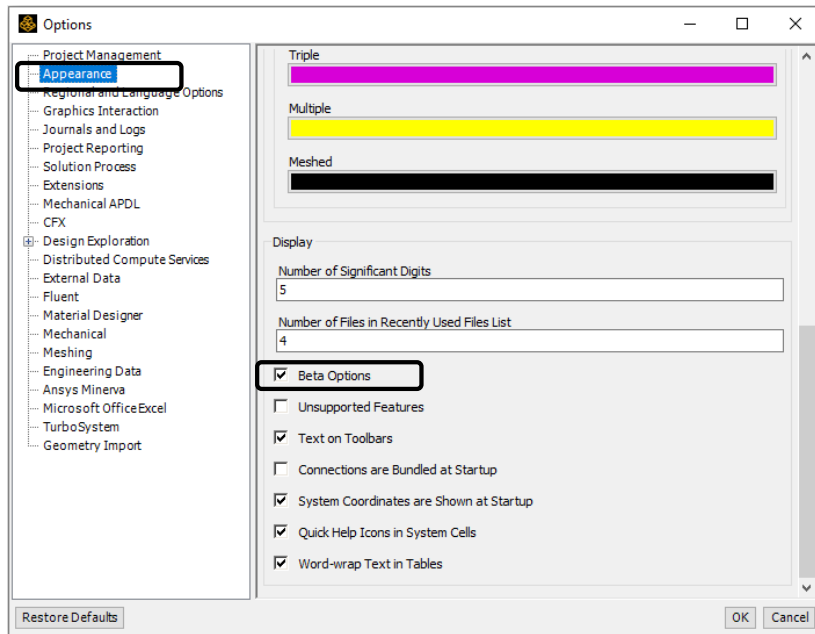 Options
Project Management
Appearance
Regional and Language Options
Graphics Interaction
Journals and Logs
Project Reporting
Solution Process
Extensions
Mechanical APDL
CFX
Design Exploration
Distributed Compute Services
External Data
Fluent
Material Designer
Mechanical
Meshing
Engineering Data
Ansys Minerva
Microsoft Office Excel
TurboSystem
Geometry Import
Triple
Multiple
Meshed
Display
Number of Significant Digits
5
Number of Files in Recently Used Files List
4
Beta Options
Unsupported Features
Text on Toolbars
Connections are Bundled at Startup
System Coordinates are Shown at Startup
Quick Help Icons in System Cells
Word-wrap Text in Tables
Restore Defaults
OK
Cancel